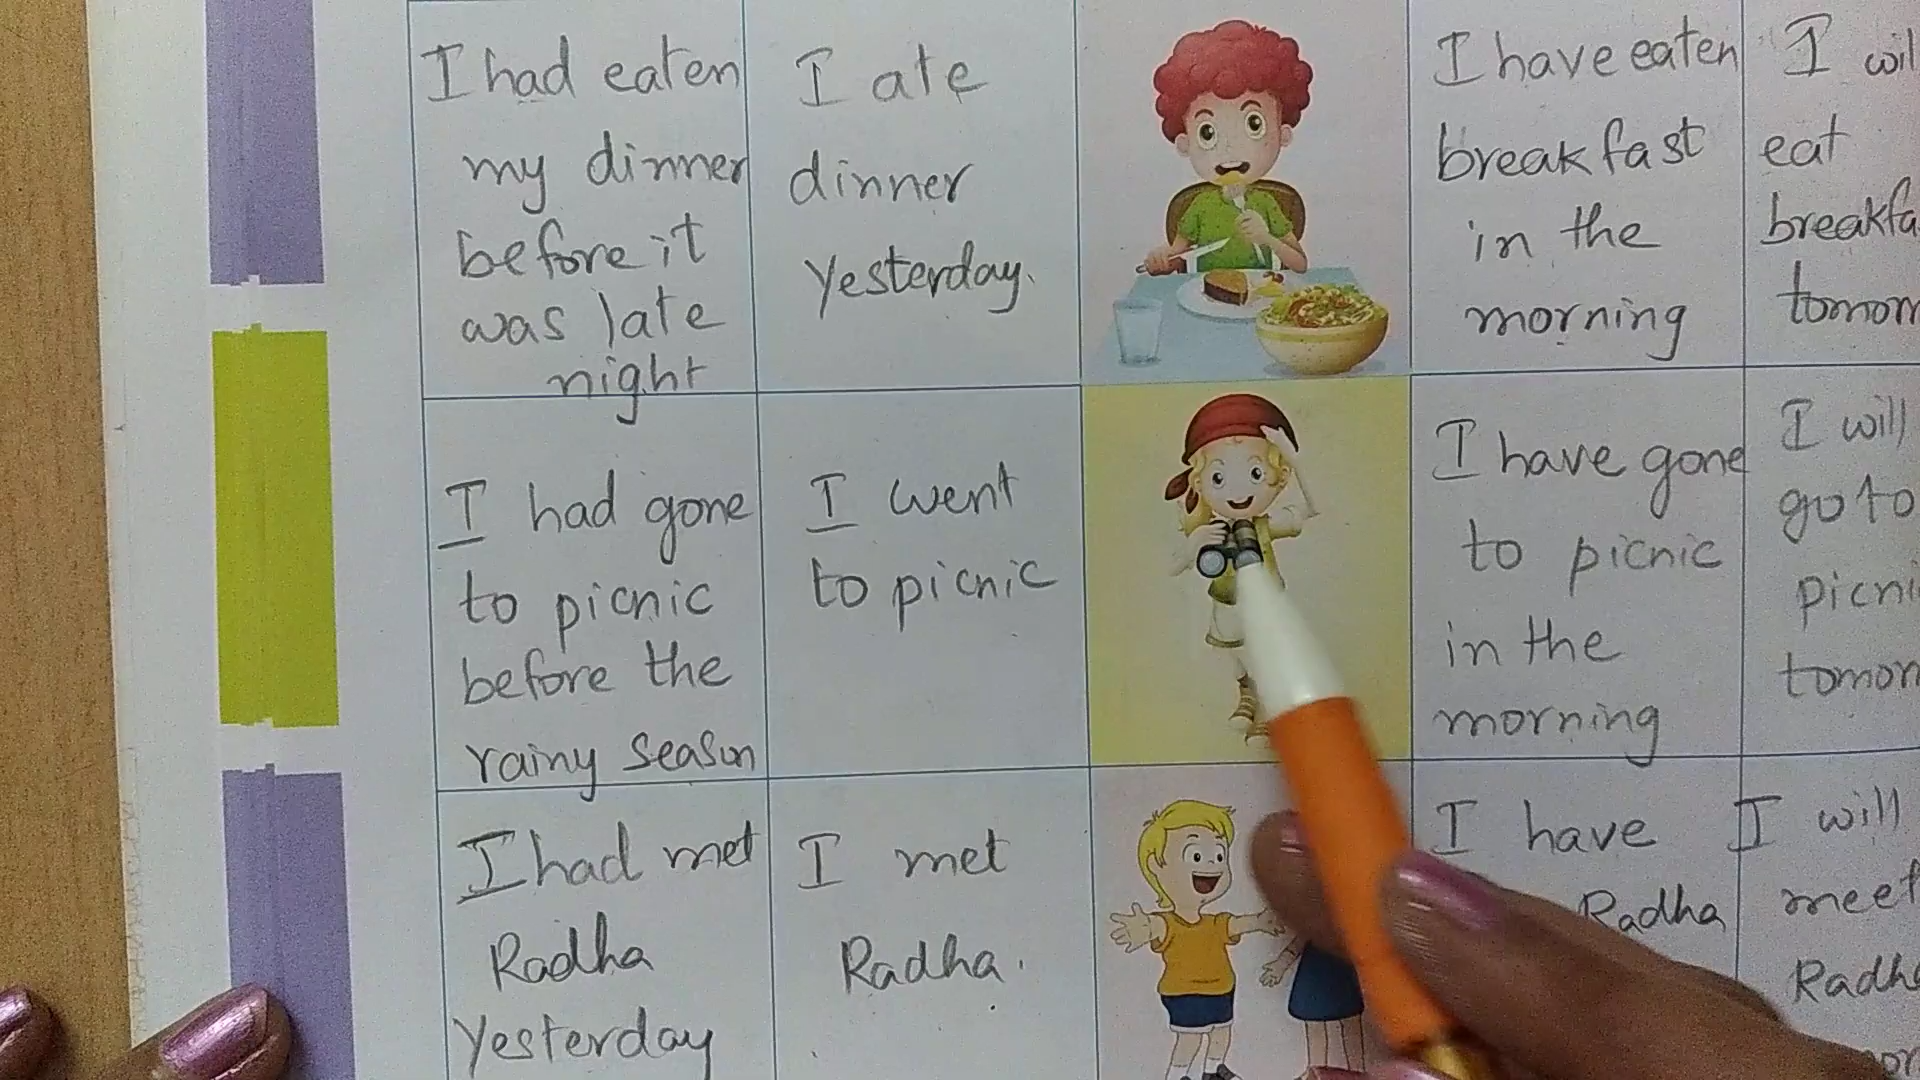 I had eaten
my dinner
before it
was late
night
I ate
dinner
yesterday.
I have eaten
breakfast
in the
morning
I
eat
I had gone
to picnic
before the
rainy season
I went
to picnic
I have gone
to picnic
in the
morning
I will
go to
I had met
Radha
yesterday
I met
Radha.
I have
Radha
I will
meet